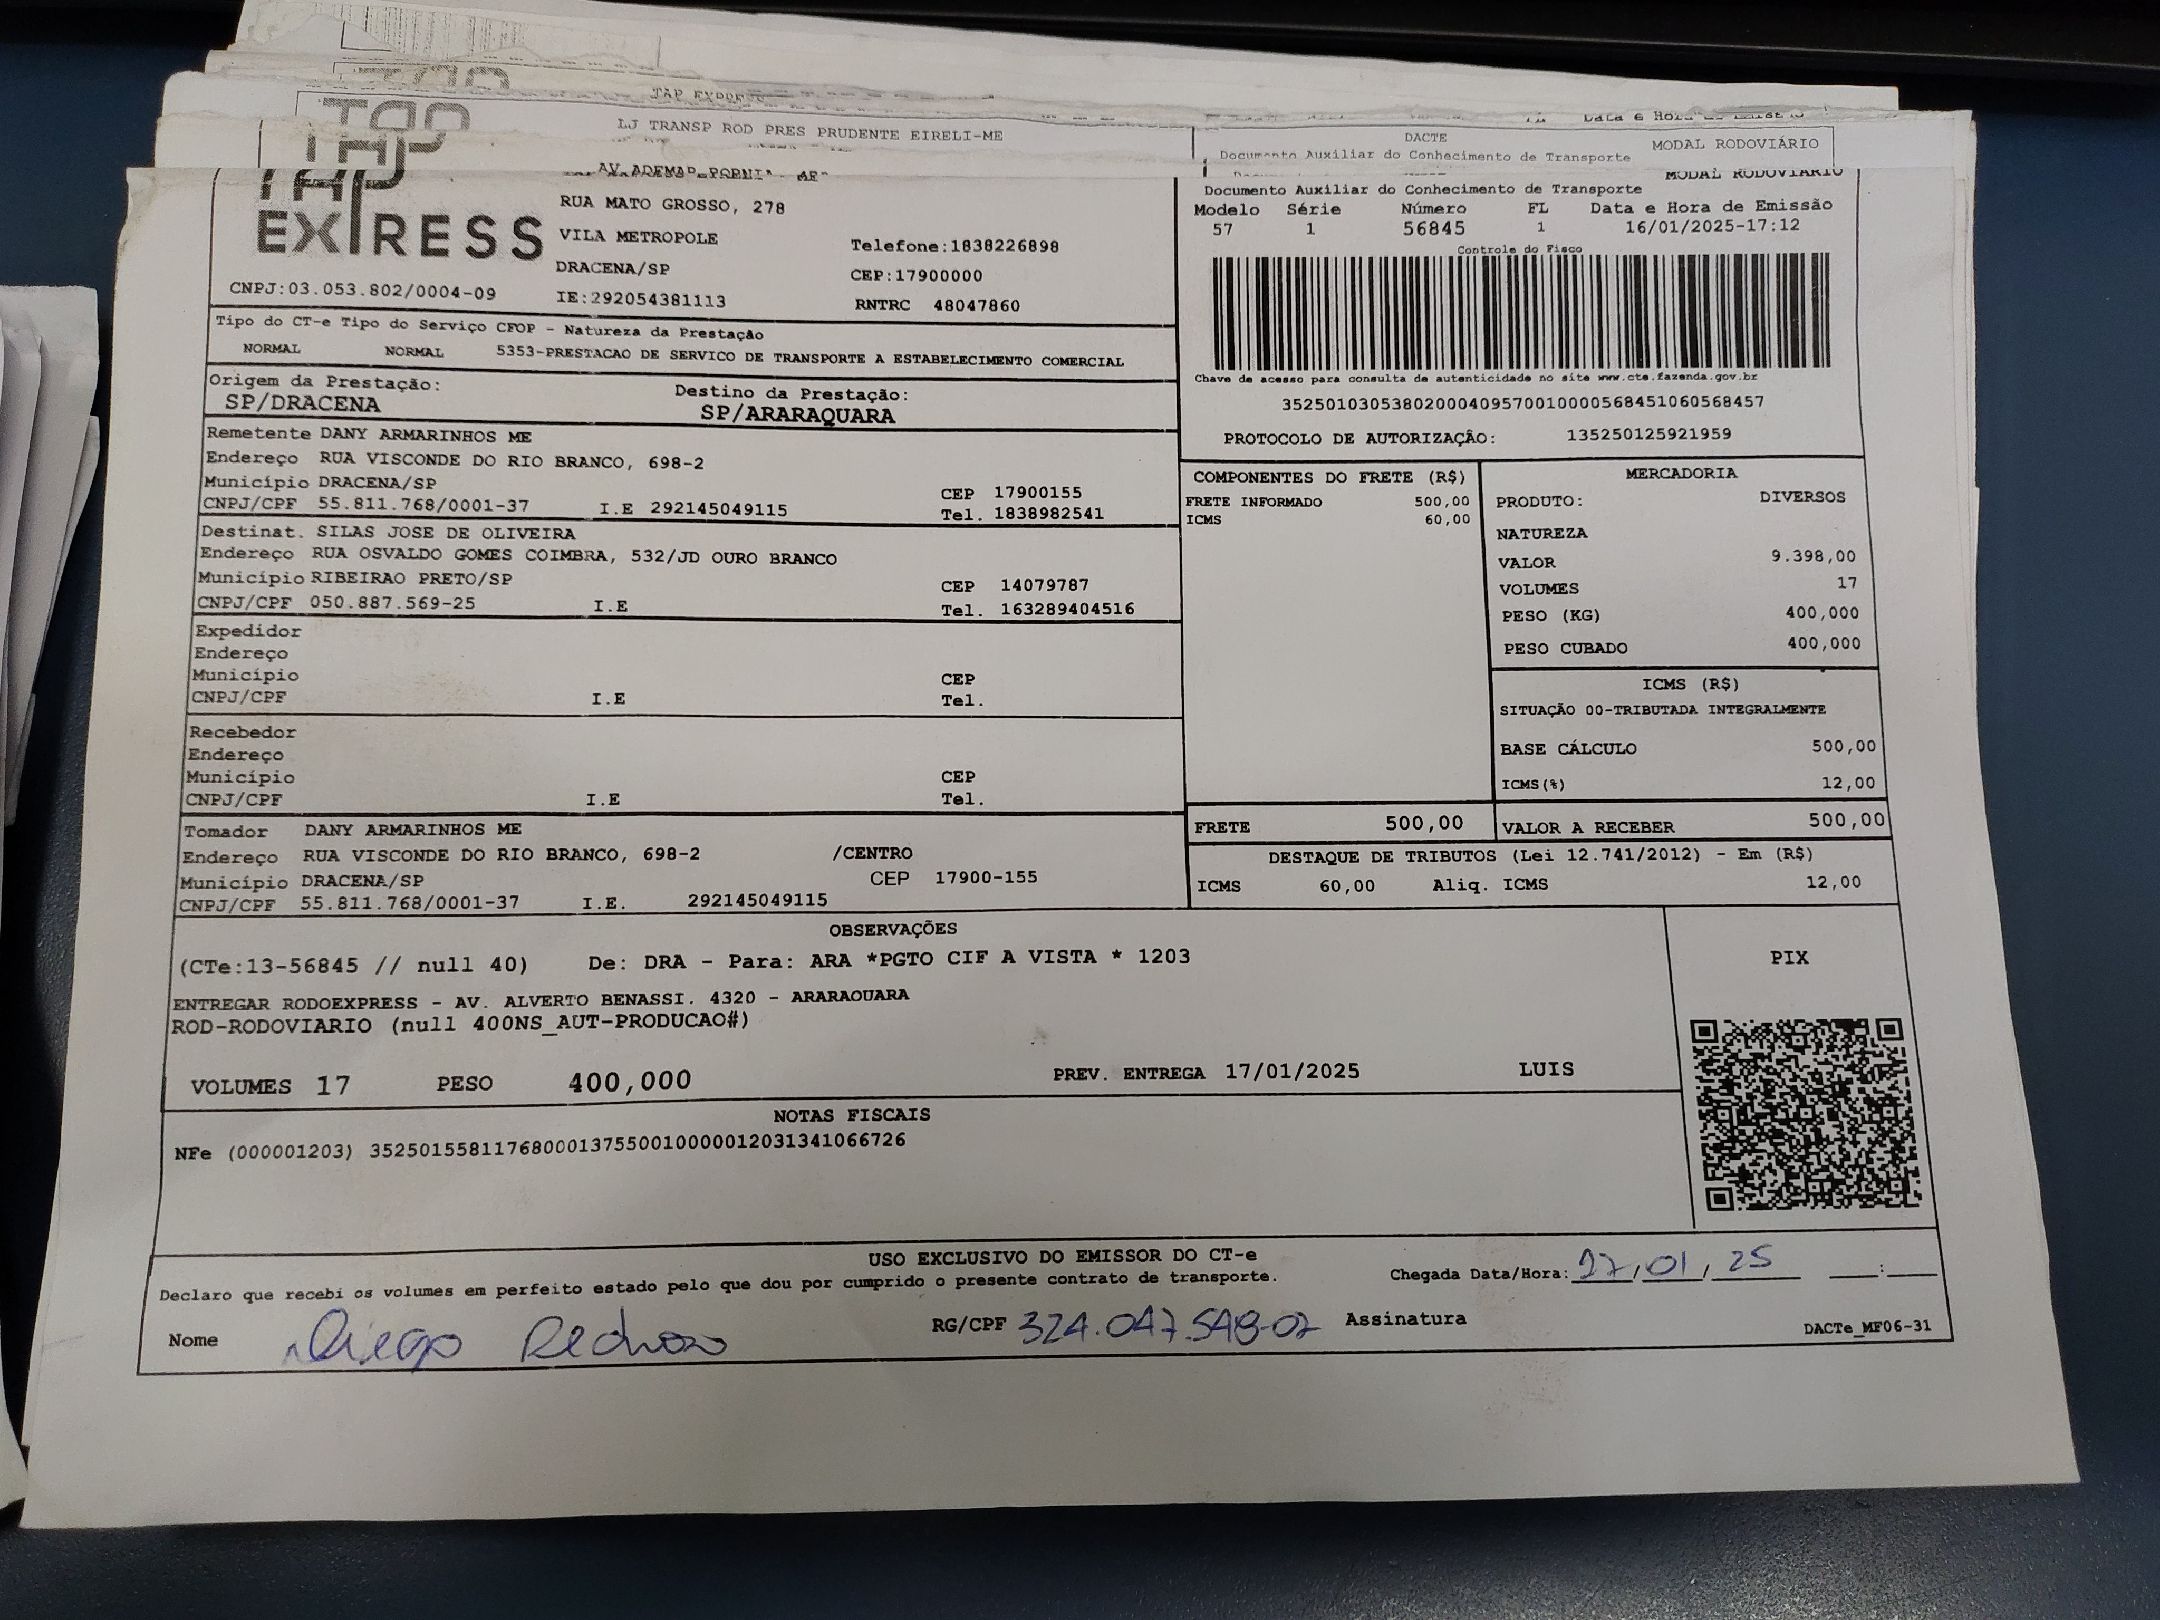 TAP EXPRESS
LJ TRANSP ROD PRES PRUDENTE EIRELI-ME
DACTE
MODAL RODOVIÁRIO
Documento Auxiliar do Conhecimento de Transporte
MODAL RODOVIARIO
TAP
EXPRESS
RUA MATO GROSSO, 278
VILA METROPOLE
Telefone:1838226898
DRACENA/SP
CEP:17900000
CNPJ:03.053.802/0004-09
IE:292054381113
RNTRC 48047860
Documento Auxiliar do Conhecimento de Transporte
Modelo Série Número FL Data e Hora de Emissão
57 1 56845 1 16/01/2025-17:12
Controle do Fisco
Chave de acesso para consulta de autenticidade no site www.cte.fazenda.gov.br
35250103053802000409570010000568451060568457
PROTOCOLO DE AUTORIZAÇÂO: 135250125921959
Tipo do CT-e Tipo do Serviço CFOP - Natureza da Prestação
NORMAL NORMAL 5353-PRESTACAO DE SERVICO DE TRANSPORTE A ESTABELECIMENTO COMERCIAL
Origem da Prestação: Destino da Prestação:
SP/DRACENA SP/ARARAQUARA
Remetente DANY ARMARINHOS ME
Endereço RUA VISCONDE DO RIO BRANCO, 698-2
Município DRACENA/SP CEP 17900155
CNPJ/CPF 55.811.768/0001-37 I.E 292145049115 Tel. 1838982541
Destinat. SILAS JOSE DE OLIVEIRA
Endereço RUA OSVALDO GOMES COIMBRA, 532/JD OURO BRANCO
Município RIBEIRAO PRETO/SP CEP 14079787
CNPJ/CPF 050.887.569-25 I.E Tel. 163289404516
Expedidor
Endereço
Município CEP
CNPJ/CPF I.E Tel.
Recebedor
Endereço
Município CEP
CNPJ/CPF I.E Tel.
Tomador DANY ARMARINHOS ME
Endereço RUA VISCONDE DO RIO BRANCO, 698-2 /CENTRO
Município DRACENA/SP CEP 17900-155
CNPJ/CPF 55.811.768/0001-37 I.E. 292145049115
COMPONENTES DO FRETE (R$)
FRETE INFORMADO 500,00
ICMS 60,00
MERCADORIA
PRODUTO: DIVERSOS
NATUREZA
VALOR 9.398,00
VOLUMES 17
PESO (KG) 400,000
PESO CUBADO 400,000
ICMS (R$)
SITUAÇÃO 00-TRIBUTADA INTEGRALMENTE
BASE CÁLCULO 500,00
ICMS(%) 12,00
FRETE 500,00 VALOR A RECEBER 500,00
DESTAQUE DE TRIBUTOS (Lei 12.741/2012) - Em (R$)
ICMS 60,00 Aliq. ICMS 12,00
OBSERVAÇÕES
(CTe:13-56845 // null 40) De: DRA - Para: ARA *PGTO CIF A VISTA * 1203
ENTREGAR RODOEXPRESS - AV. ALVERTO BENASSI. 4320 - ARARAQUARA
ROD-RODOVIARIO (null 400NS_AUT-PRODUCAO#)
VOLUMES 17 PESO 400,000 PREV. ENTREGA 17/01/2025 LUIS
PIX
NOTAS FISCAIS
NFe (000001203) 35250155811768000137550010000012031341066726
USO EXCLUSIVO DO EMISSOR DO CT-e
Declaro que recebi os volumes em perfeito estado pelo que dou por cumprido o presente contrato de transporte.
Chegada Data/Hora: 17/01/25 :
Nome Diego RG/CPF 324.047.548-07 Assinatura
DACTe_MF06-31